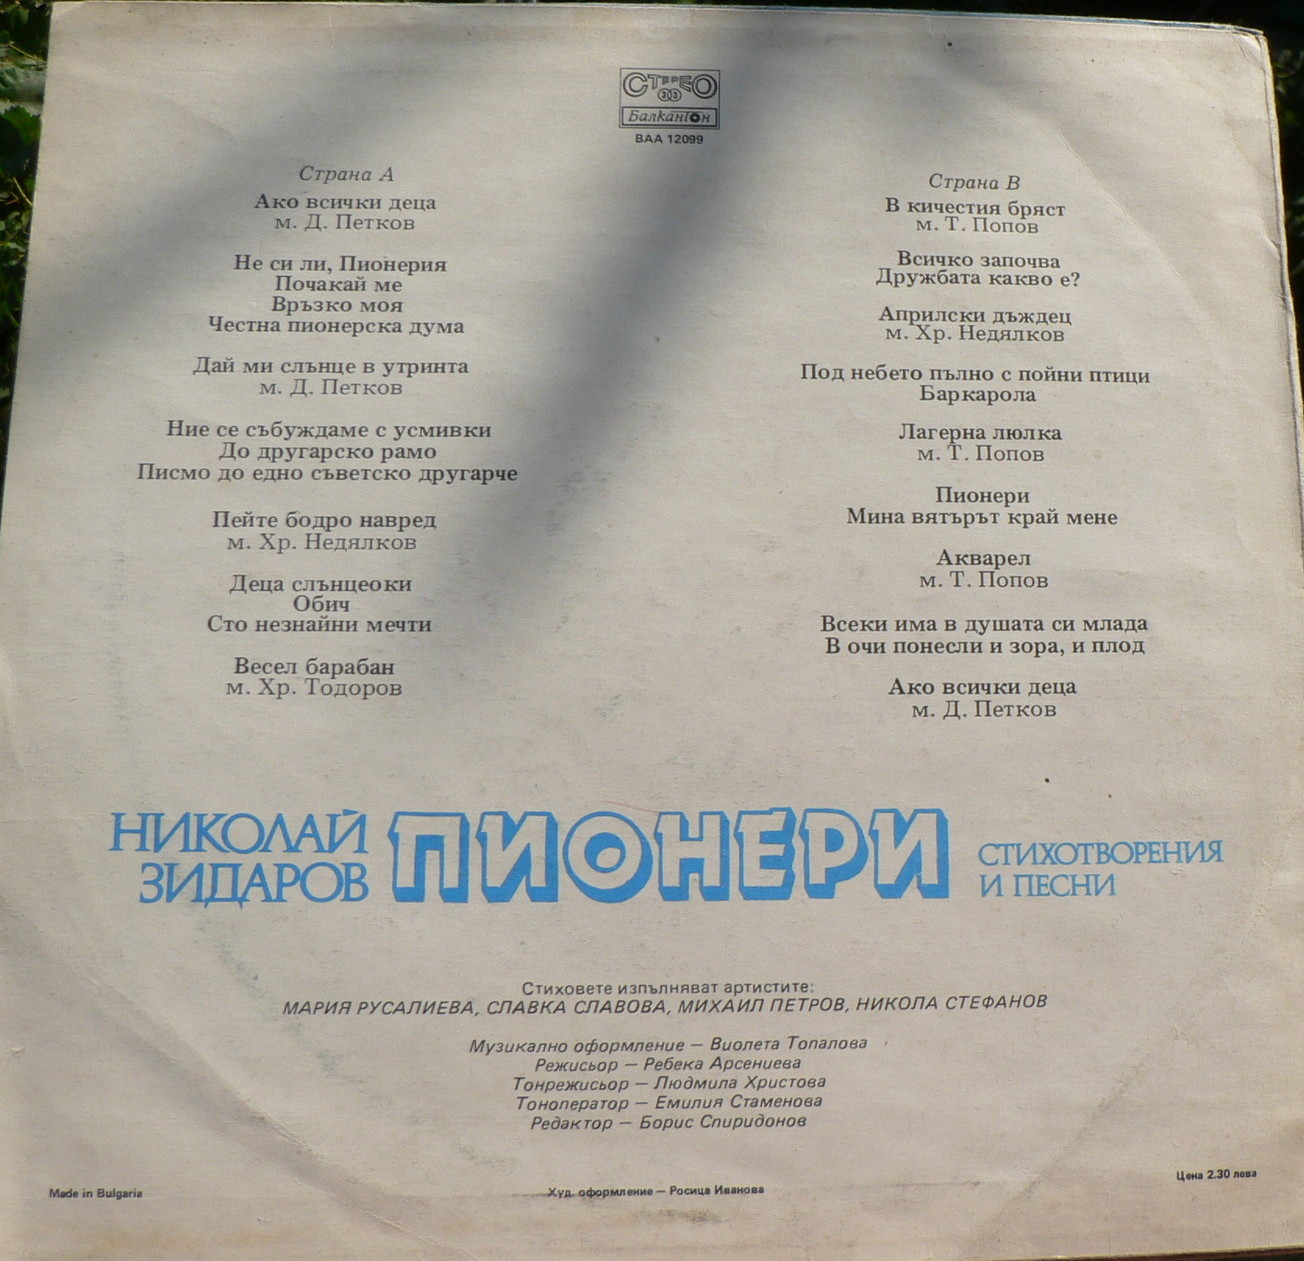 СТЕРЕО
33
Балкантон
ВАА 12099
Страна А
Ако всички деца
м. Д. Петков
Не си ли, Пионерия
Почакай ме
Връзко моя
Честна пионерска дума
Дай ми слънце в утринта
м. Д. Петков
Ние се събуждаме с усмивки
До другарско рамо
Писмо до едно съветско другарче
Пейте бодро навред
м. Хр. Недялков
Деца слънцеоки
Обич
Сто незнайни мечти
Весел барабан
м. Хр. Тодоров
Страна В
В кичестия бряст
м. Т. Попов
Всичко започва
Дружбата какво е?
Априлски дъждец
м. Хр. Недялков
Под небето пълно с пойни птици
Баркарола
Лагерна люлка
м. Т. Попов
Пионери
Мина вятърът край мене
Акварел
м. Т. Попов
Всеки има в душата си млада
В очи понесли и зора, и плод
Ако всички деца
м. Д. Петков
НИКОЛАЙ
ЗИДАРОВ
ПИОНЕРИ
СТИХОТВОРЕНИЯ
И ПЕСНИ
Стиховете изпълняват артистите:
МАРИЯ РУСАЛИЕВА, СЛАВКА СЛАВОВА, МИХАИЛ ПЕТРОВ, НИКОЛА СТЕФАНОВ
Музикално оформление — Виолета Топалова
Режисьор — Ребека Арсениева
Тонрежисьор — Людмила Христова
Тоноператор — Емилия Стаменова
Редактор — Борис Спиридонов
Made in Bulgaria
Худ. оформление — Росица Иванова
Цена 2.30 лева